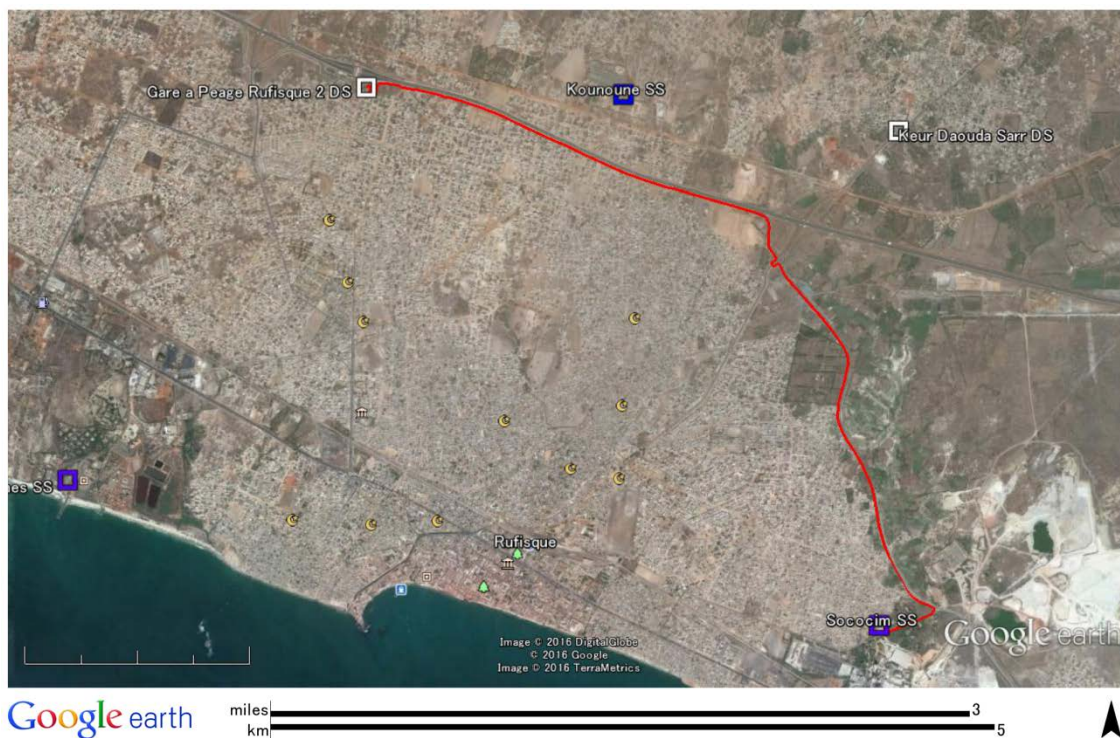 Gare a Peage Rufisque 2 DS
Kounoune SS
Keur Daouda Sarr DS
nes SS
Rufisque
Sococim SS
Image © 2016 DigitalGlobe
© 2016 Google
Image © 2016 TerraMetrics
Google earth
Google earth
miles 3
km 5